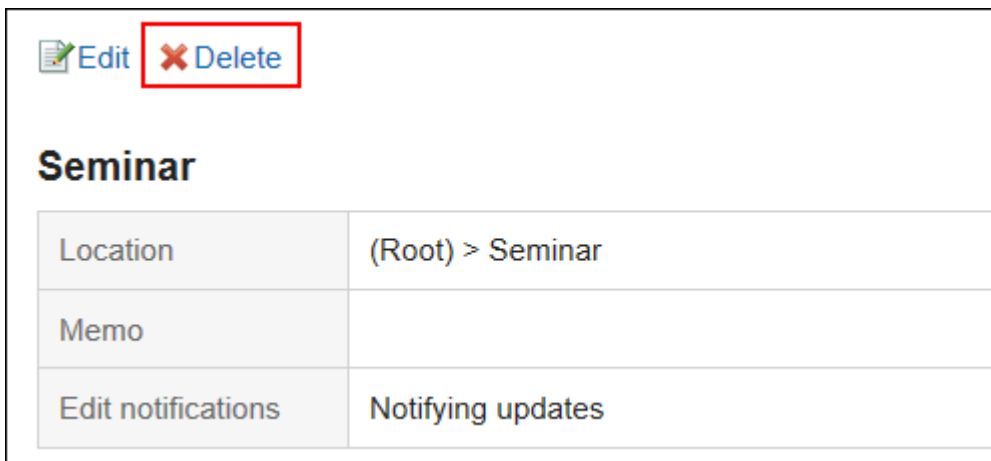 Edit Delete
Seminar
Location (Root) > Seminar
Memo
Edit notifications Notifying updates